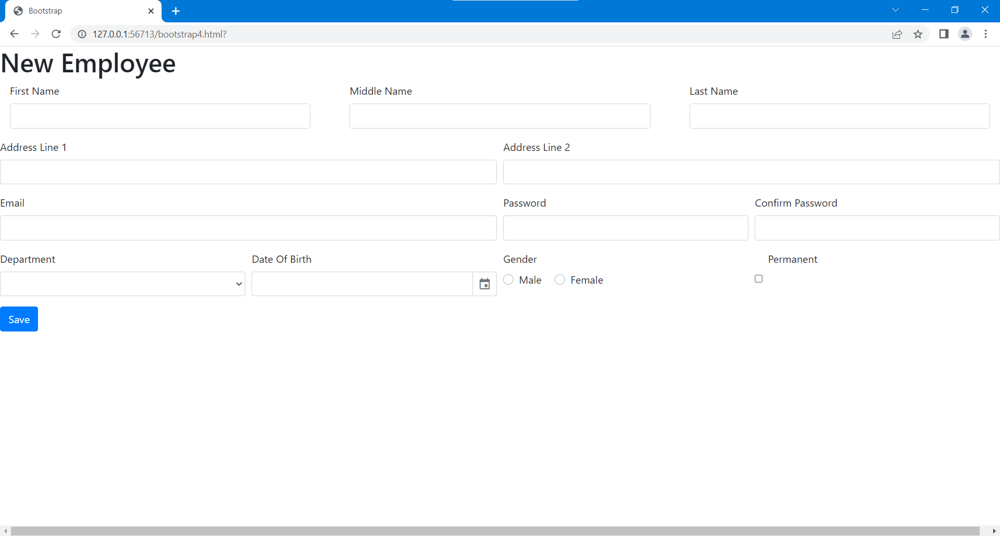 Bootstrap
127.0.0.1:56713/bootstrap4.html?
New Employee
First Name Middle Name Last Name
Address Line 1 Address Line 2
Email Password Confirm Password
Department Date Of Birth Gender Permanent
Male Female
Save